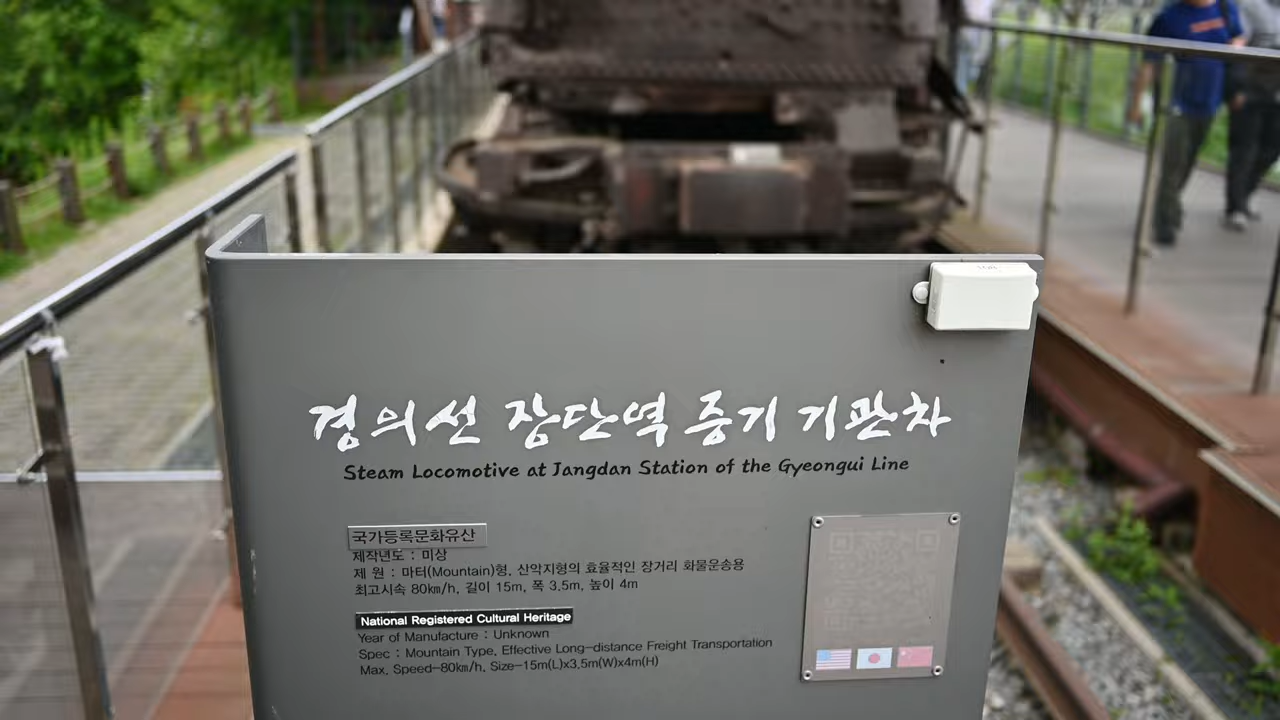 경의선 장단역 증기 기관차
Steam Locomotive at Jangdan Station of the Gyeongui Line
국가등록문화유산
제작년도 : 미상
제 원 : 마터(Mountain)형, 산악지형의 효율적인 장거리 화물운송용
최고시속 80km/h, 길이 15m, 폭 3.5m, 높이 4m
National Registered Cultural Heritage
Year of Manufacture : Unknown
Spec : Mountain Type, Effective Long-distance Freight Transportation
Max. Speed-80km/h, Size-15m(L)x3.5m(W)x4m(H)